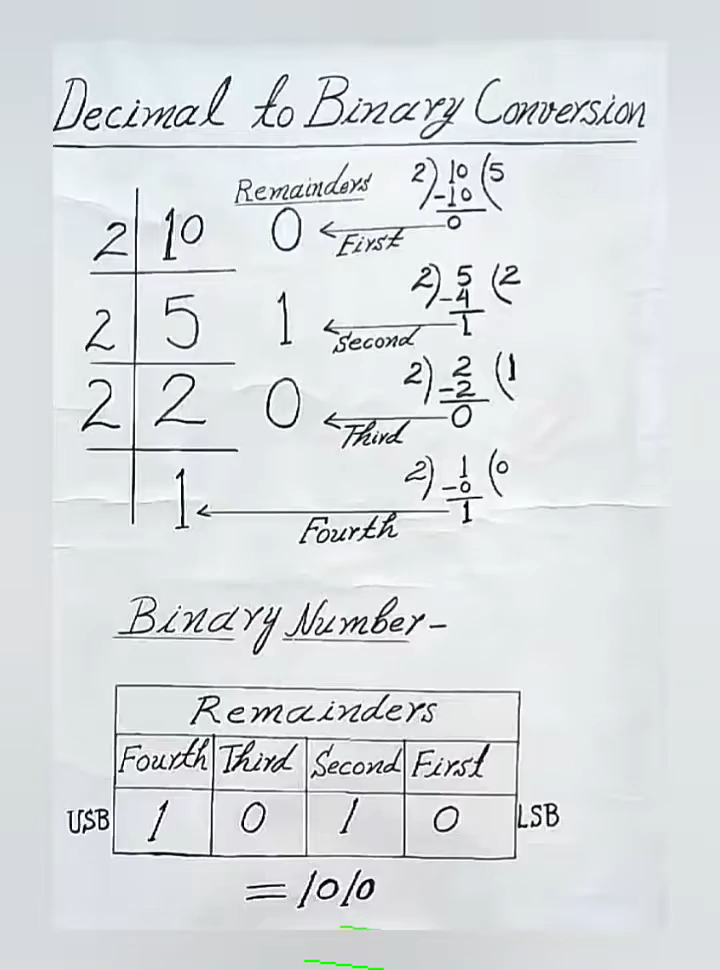 Decimal to Binary Conversion
Remainders
2) 10 (5
-10
0
2 10 0 First
2) 5 (2
-4
1
2 5 1 Second
2) 2 (1
-2
0
2 2 0 Third
2) 1 (0
-0
1
1 Fourth
Binary Number-
Remainders
Fourth Third Second First
USB 1 0 1 0 LSB
=1010